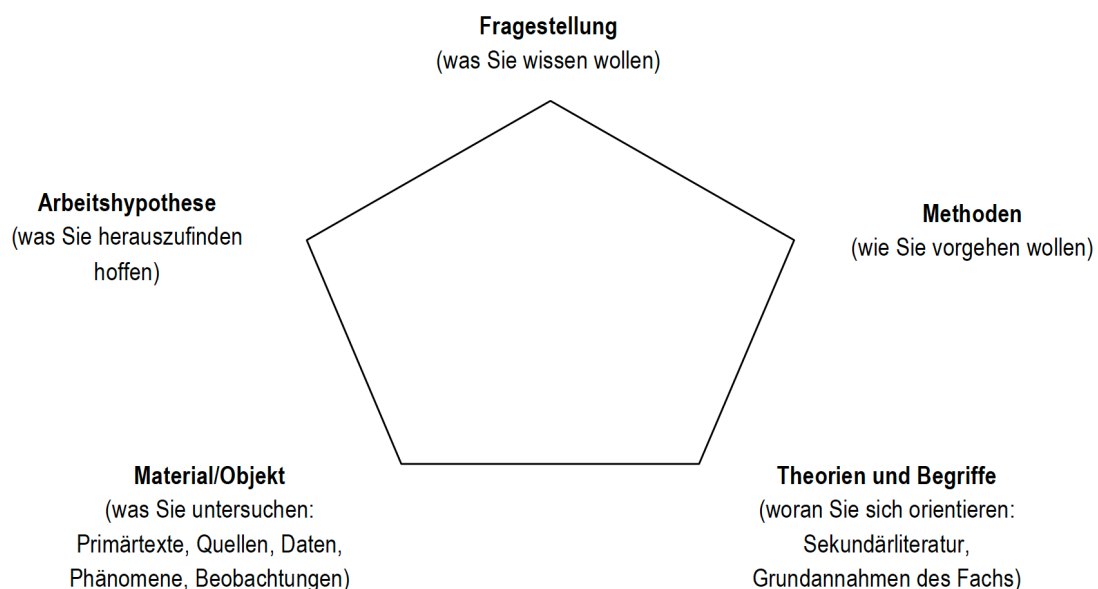 Fragestellung
(was Sie wissen wollen)
Arbeitshypothese
(was Sie herauszufinden
hoffen)
Methoden
(wie Sie vorgehen wollen)
Material/Objekt
(was Sie untersuchen:
Primärtexte, Quellen, Daten,
Phänomene, Beobachtungen)
Theorien und Begriffe
(woran Sie sich orientieren:
Sekundärliteratur,
Grundannahmen des Fachs)